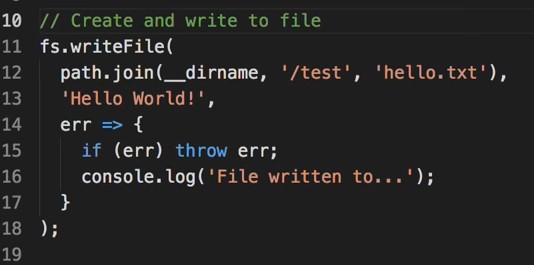 10 // Create and write to file
11 fs.writeFile(
12   path.join(__dirname, '/test', 'hello.txt'),
13   'Hello World!',
14   err => {
15     if (err) throw err;
16     console.log('File written to...');
17   }
18 );
19